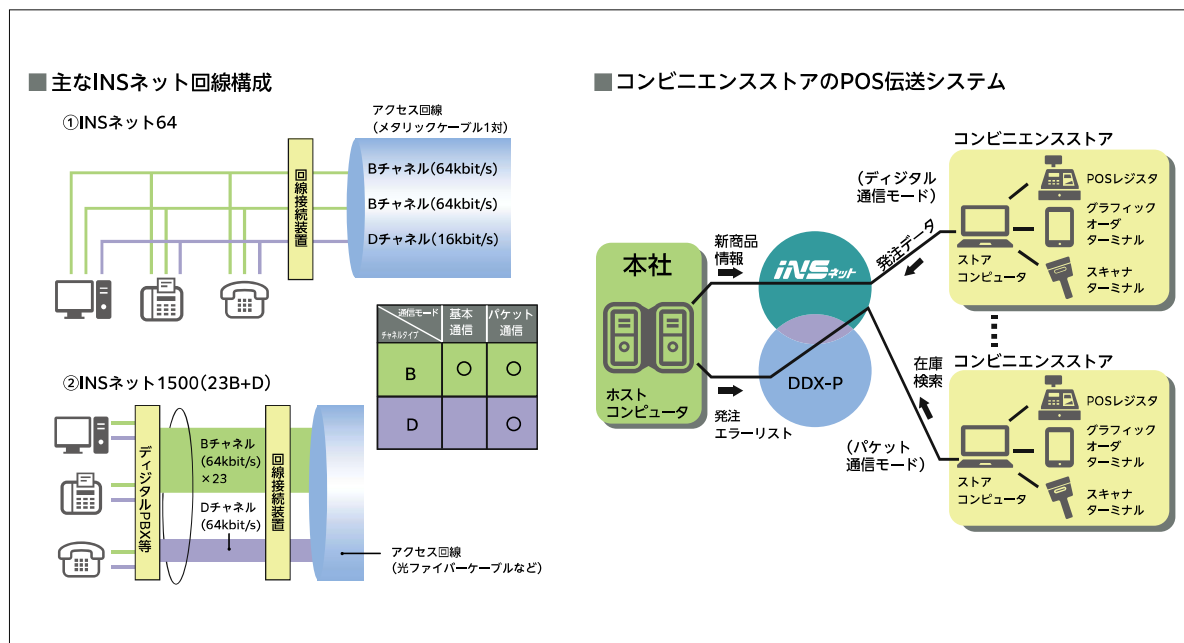 主なINSネット回線構成
①INSネット64
アクセス回線
(メタリックケーブル1対)
回線接続装置
Bチャネル(64kbit/s)
Bチャネル(64kbit/s)
Dチャネル(16kbit/s)
通信モード
チャネルタイプ
基本
通信
パケット
通信
B
○
○
D
○
②INSネット1500(23B+D)
ディジタルPBX等
Bチャネル
(64kbit/s)
×23
Dチャネル
(64kbit/s)
回線接続装置
アクセス回線
(光ファイバーケーブルなど)
コンビニエンスストアのPOS伝送システム
本社
ホスト
コンピュータ
新商品
情報
発注
エラーリスト
iNSネット
DDX-P
(ディジタル
通信モード)
発注データ
在庫
検索
(パケット
通信モード)
コンビニエンスストア
POSレジスタ
グラフィック
オーダ
ターミナル
スキャナ
ターミナル
ストア
コンピュータ
コンビニエンスストア
POSレジスタ
グラフィック
オーダ
ターミナル
スキャナ
ターミナル
ストア
コンピュータ